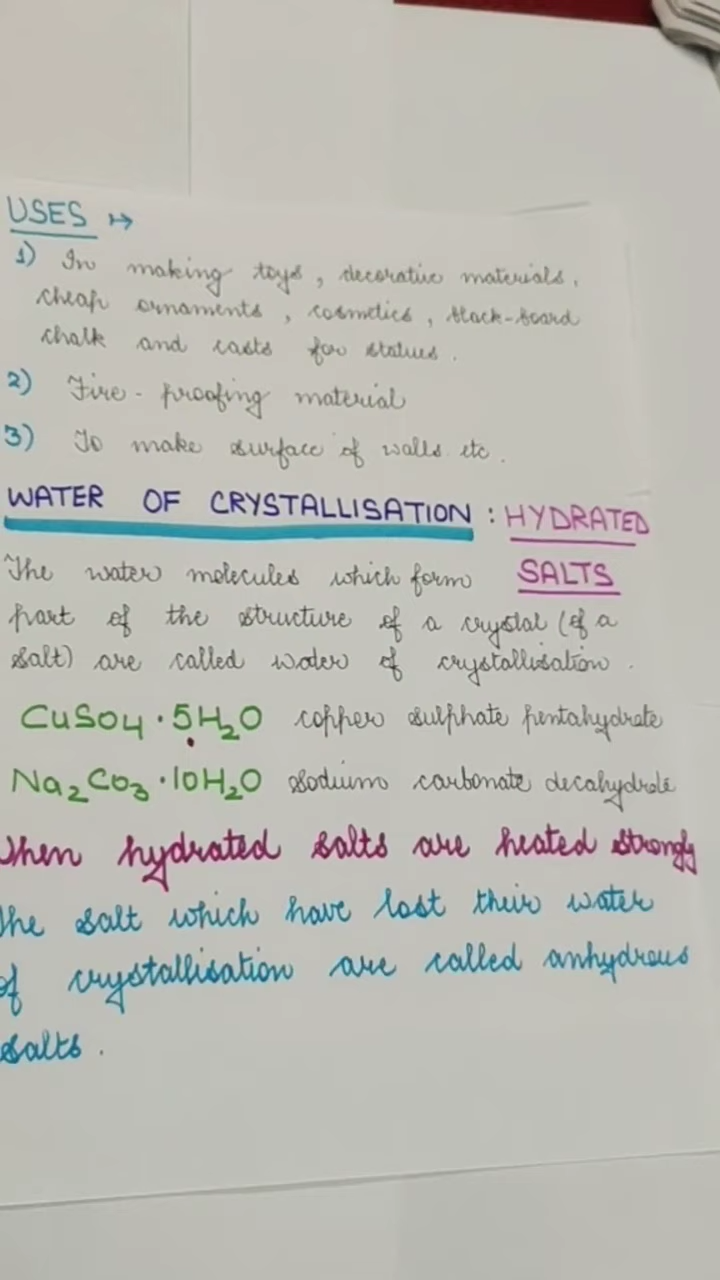 USES ↦
1) In making toys, decorative materials,
cheap ornaments, cosmetics, black-board
chalk and casts for statues.
2) Fire-proofing material
3) To make surface of walls etc.
WATER OF CRYSTALLISATION : HYDRATED
SALTS
The water molecules which form
part of the structure of a crystal (of a
salt) are called water of crystallisation.
CuSO4·5H₂O copper sulphate pentahydrate
Na₂CO₃·10H₂O sodium carbonate decahydrate
When hydrated salts are heated strongly
the salt which have lost their water
of crystallisation are called anhydrous
salts.